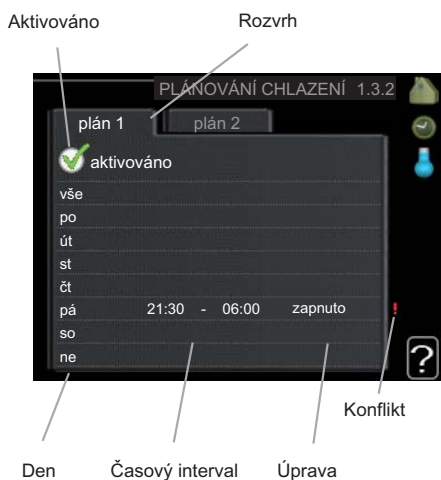 Aktivováno Rozvrh
PLÁNOVÁNÍ CHLAZENÍ 1.3.2
plán 1 plán 2
aktivováno
vše
po
út
st
čt
pá 21:30 - 06:00 zapnuto !
so
ne
?
Konflikt
Den Časový interval Úprava